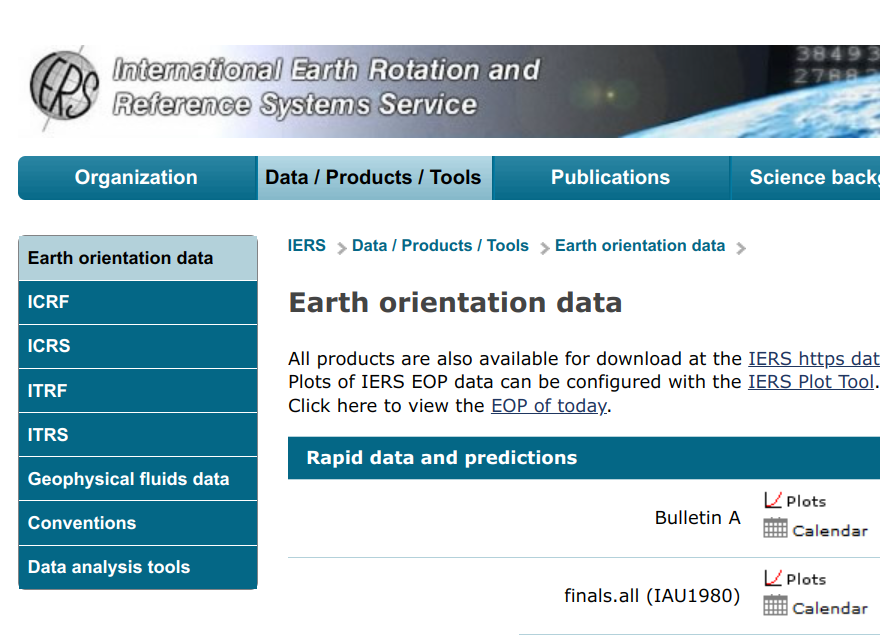 IERS
International Earth Rotation and
Reference Systems Service
38493
27882
Organization
Data / Products / Tools
Publications
Science back
Earth orientation data
ICRF
ICRS
ITRF
ITRS
Geophysical fluids data
Conventions
Data analysis tools
IERS > Data / Products / Tools > Earth orientation data >
Earth orientation data
All products are also available for download at the IERS https dat
Plots of IERS EOP data can be configured with the IERS Plot Tool.
Click here to view the EOP of today.
Rapid data and predictions
Bulletin A
Plots
Calendar
finals.all (IAU1980)
Plots
Calendar